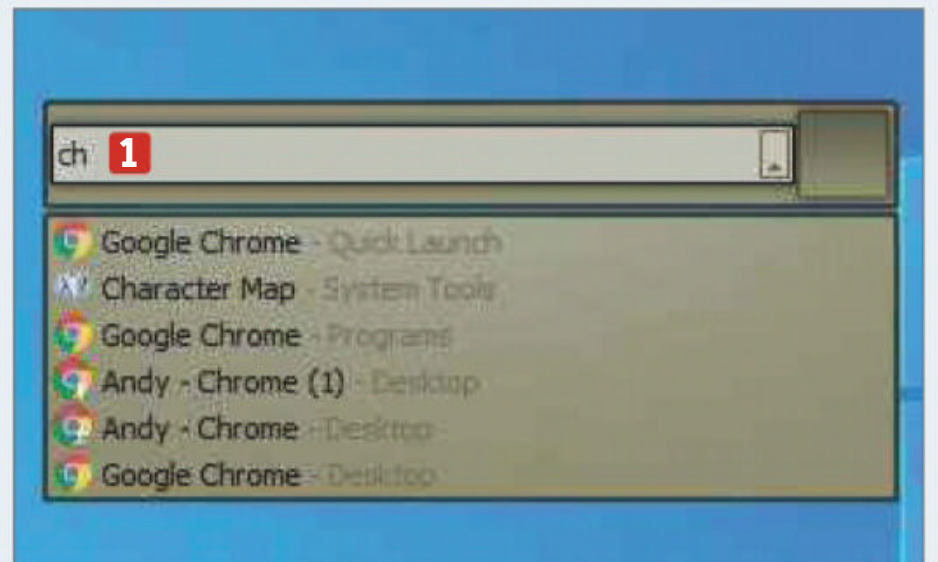 ch 1
Google Chrome - Quick Launch
Character Map - System Tools
Google Chrome - Programs
Andy - Chrome (1) - Desktop
Andy - Chrome - Desktop
Google Chrome - Desktop